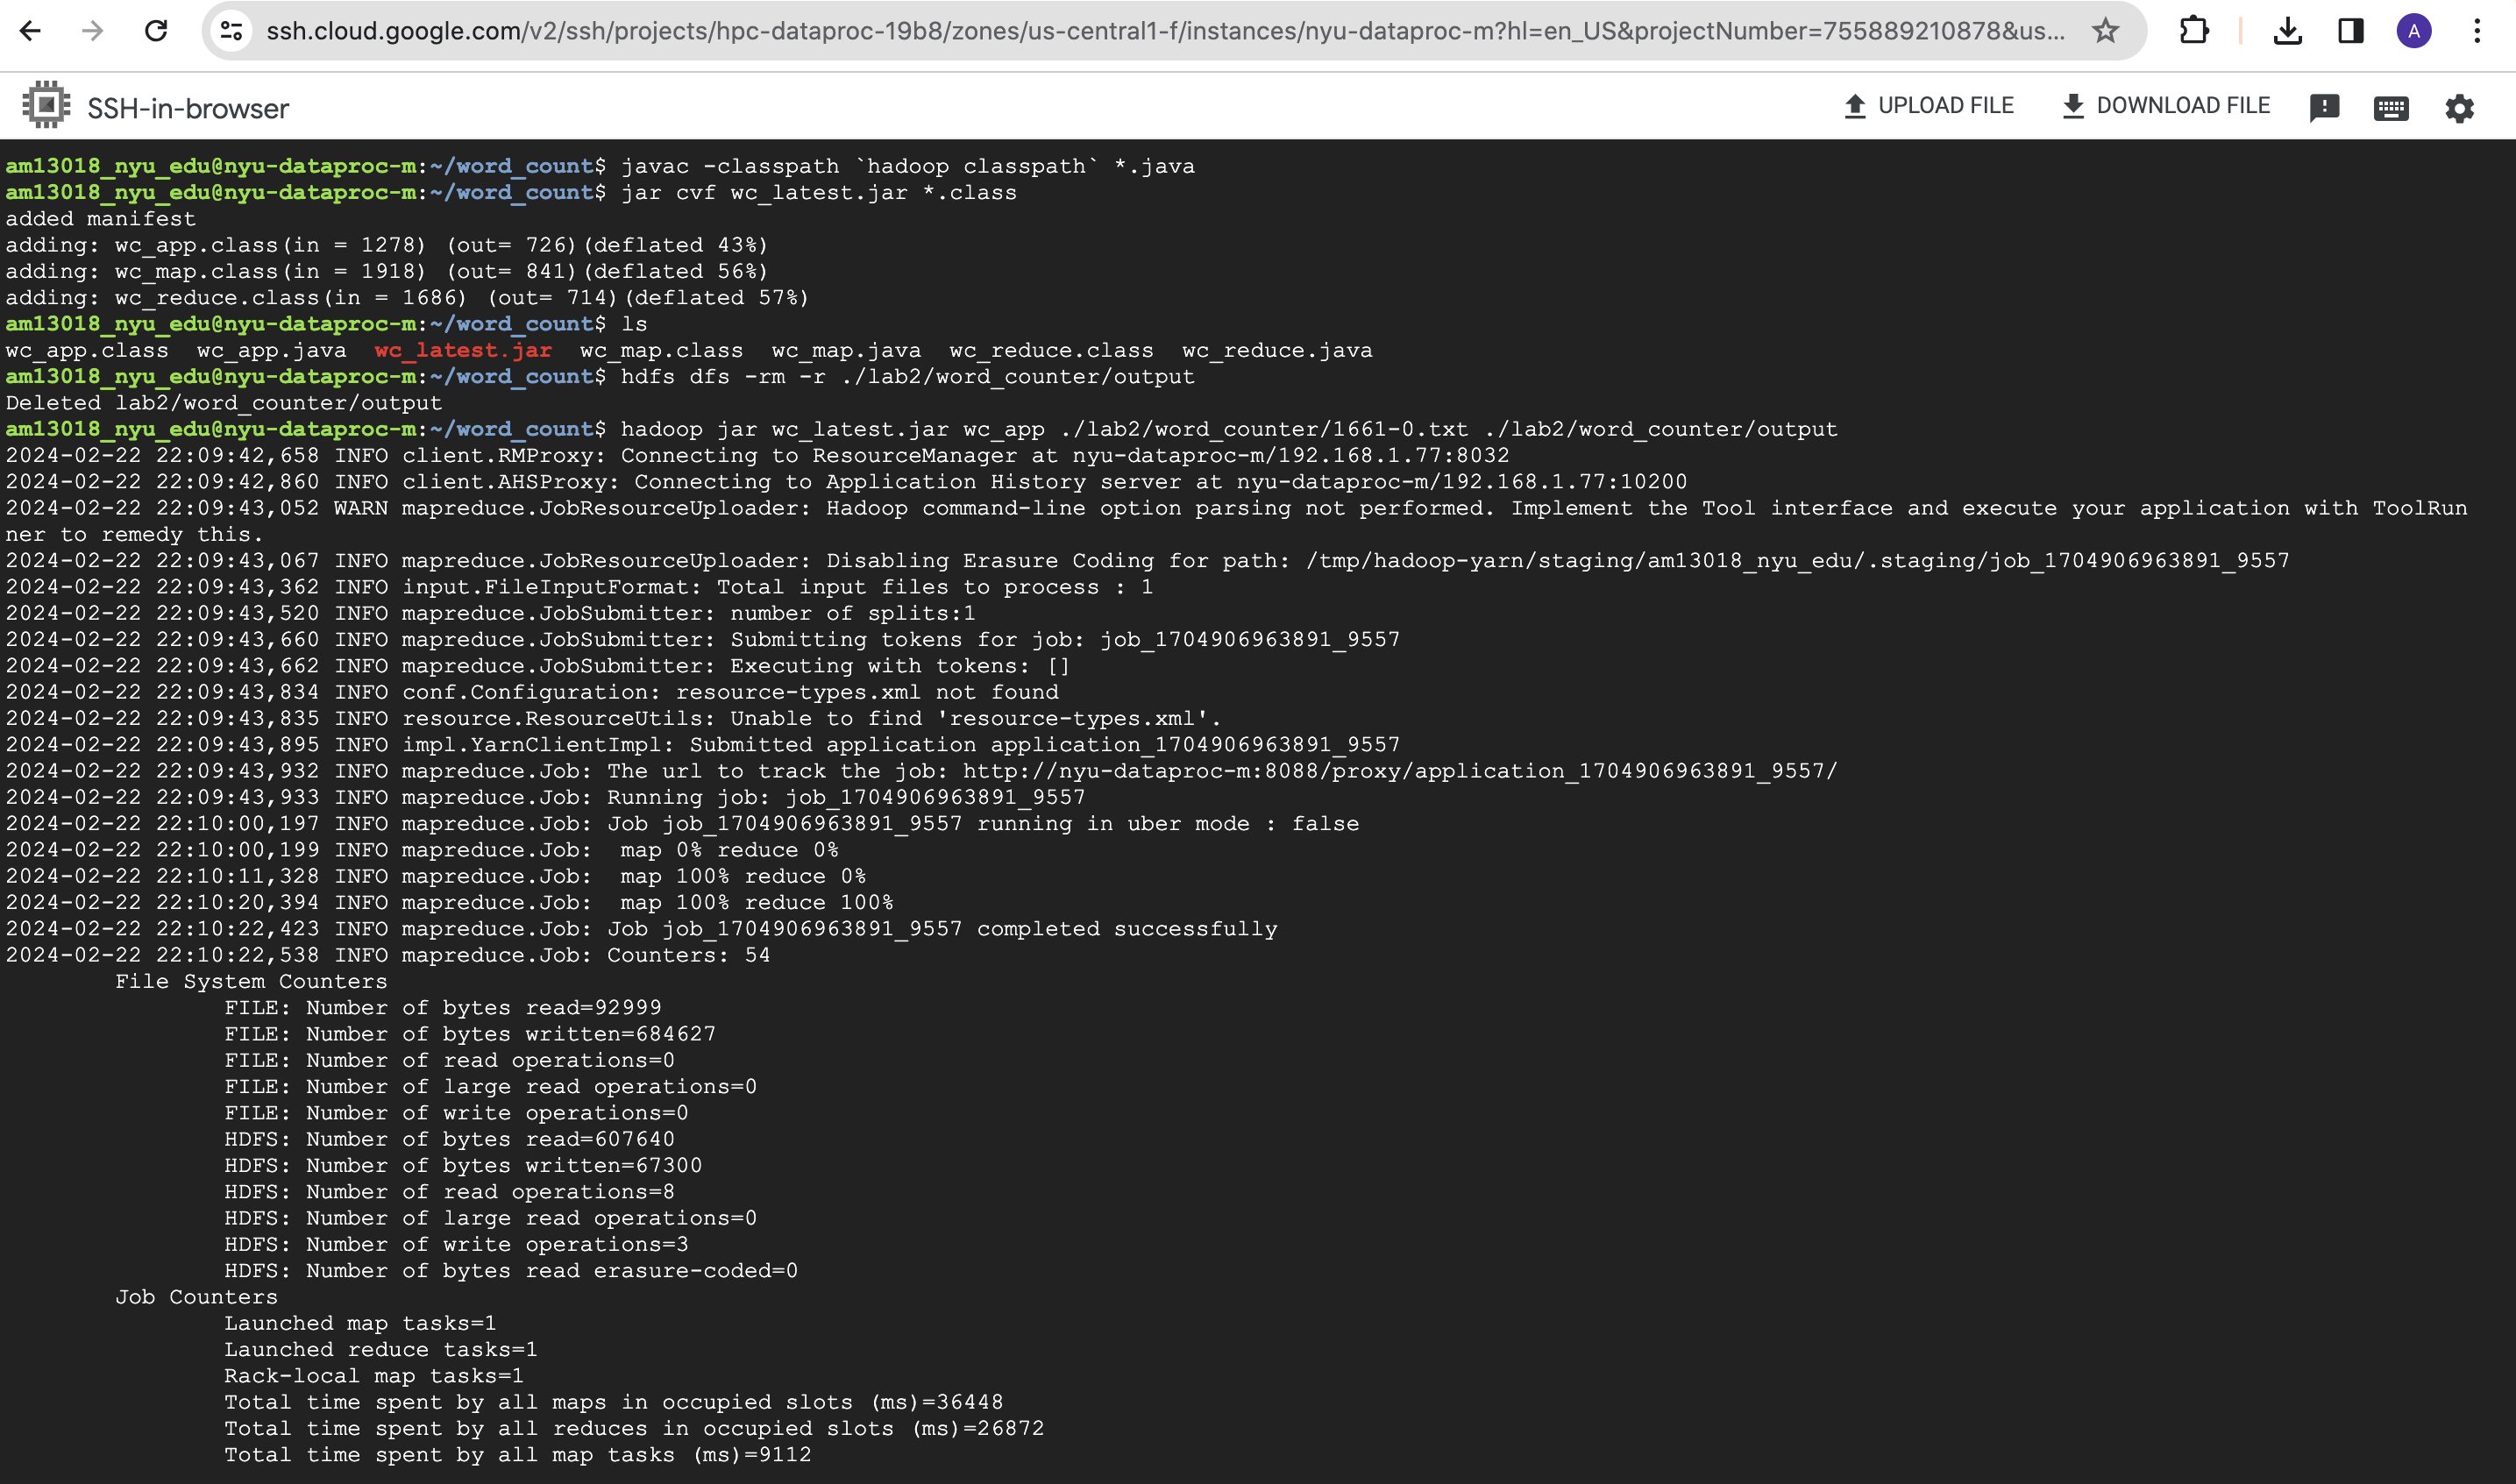 ssh.cloud.google.com/v2/ssh/projects/hpc-dataproc-19b8/zones/us-central1-f/instances/nyu-dataproc-m?hl=en_US&projectNumber=755889210878&us...
A
SSH-in-browser
UPLOAD FILE
DOWNLOAD FILE
am13018_nyu_edu@nyu-dataproc-m:~/word_count$ javac -classpath `hadoop classpath` *.java
am13018_nyu_edu@nyu-dataproc-m:~/word_count$ jar cvf wc_latest.jar *.class
added manifest
adding: wc_app.class(in = 1278) (out= 726)(deflated 43%)
adding: wc_map.class(in = 1918) (out= 841)(deflated 56%)
adding: wc_reduce.class(in = 1686) (out= 714)(deflated 57%)
am13018_nyu_edu@nyu-dataproc-m:~/word_count$ ls
wc_app.class  wc_app.java  wc_latest.jar  wc_map.class  wc_map.java  wc_reduce.class  wc_reduce.java
am13018_nyu_edu@nyu-dataproc-m:~/word_count$ hdfs dfs -rm -r ./lab2/word_counter/output
Deleted lab2/word_counter/output
am13018_nyu_edu@nyu-dataproc-m:~/word_count$ hadoop jar wc_latest.jar wc_app ./lab2/word_counter/1661-0.txt ./lab2/word_counter/output
2024-02-22 22:09:42,658 INFO client.RMProxy: Connecting to ResourceManager at nyu-dataproc-m/192.168.1.77:8032
2024-02-22 22:09:42,860 INFO client.AHSProxy: Connecting to Application History server at nyu-dataproc-m/192.168.1.77:10200
2024-02-22 22:09:43,052 WARN mapreduce.JobResourceUploader: Hadoop command-line option parsing not performed. Implement the Tool interface and execute your application with ToolRun
ner to remedy this.
2024-02-22 22:09:43,067 INFO mapreduce.JobResourceUploader: Disabling Erasure Coding for path: /tmp/hadoop-yarn/staging/am13018_nyu_edu/.staging/job_1704906963891_9557
2024-02-22 22:09:43,362 INFO input.FileInputFormat: Total input files to process : 1
2024-02-22 22:09:43,520 INFO mapreduce.JobSubmitter: number of splits:1
2024-02-22 22:09:43,660 INFO mapreduce.JobSubmitter: Submitting tokens for job: job_1704906963891_9557
2024-02-22 22:09:43,662 INFO mapreduce.JobSubmitter: Executing with tokens: []
2024-02-22 22:09:43,834 INFO conf.Configuration: resource-types.xml not found
2024-02-22 22:09:43,835 INFO resource.ResourceUtils: Unable to find 'resource-types.xml'.
2024-02-22 22:09:43,895 INFO impl.YarnClientImpl: Submitted application application_1704906963891_9557
2024-02-22 22:09:43,932 INFO mapreduce.Job: The url to track the job: http://nyu-dataproc-m:8088/proxy/application_1704906963891_9557/
2024-02-22 22:09:43,933 INFO mapreduce.Job: Running job: job_1704906963891_9557
2024-02-22 22:10:00,197 INFO mapreduce.Job: Job job_1704906963891_9557 running in uber mode : false
2024-02-22 22:10:00,199 INFO mapreduce.Job:  map 0% reduce 0%
2024-02-22 22:10:11,328 INFO mapreduce.Job:  map 100% reduce 0%
2024-02-22 22:10:20,394 INFO mapreduce.Job:  map 100% reduce 100%
2024-02-22 22:10:22,423 INFO mapreduce.Job: Job job_1704906963891_9557 completed successfully
2024-02-22 22:10:22,538 INFO mapreduce.Job: Counters: 54
File System Counters
FILE: Number of bytes read=92999
FILE: Number of bytes written=684627
FILE: Number of read operations=0
FILE: Number of large read operations=0
FILE: Number of write operations=0
HDFS: Number of bytes read=607640
HDFS: Number of bytes written=67300
HDFS: Number of read operations=8
HDFS: Number of large read operations=0
HDFS: Number of write operations=3
HDFS: Number of bytes read erasure-coded=0
Job Counters
Launched map tasks=1
Launched reduce tasks=1
Rack-local map tasks=1
Total time spent by all maps in occupied slots (ms)=36448
Total time spent by all reduces in occupied slots (ms)=26872
Total time spent by all map tasks (ms)=9112